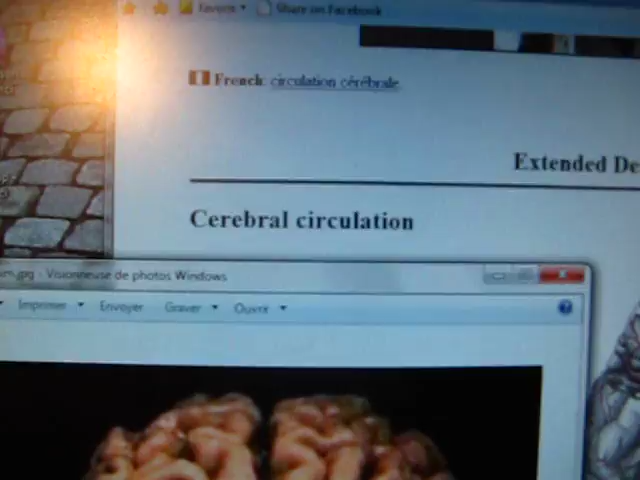 Favoris
Share on Facebook
French: circulation cérébrale
Extended De
Cerebral circulation
.jpg - Visionneuse de photos Windows
Imprimer Envoyer Graver Ouvrir